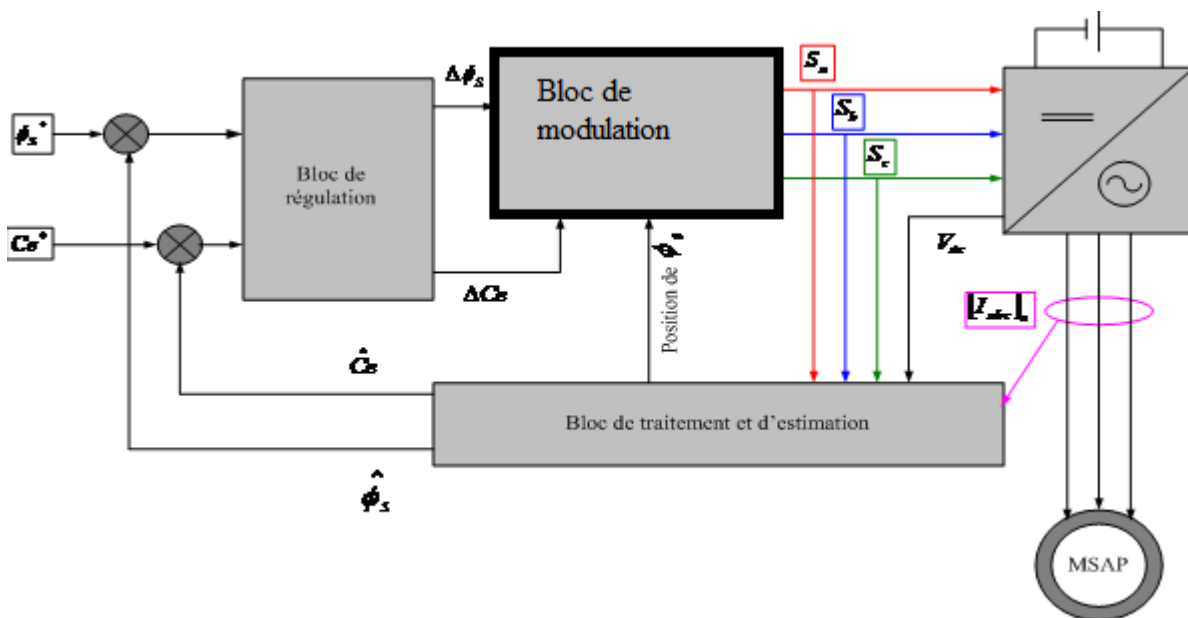 Δϕs
Sa
Bloc de
modulation
Sb
ϕs*
Bloc de
régulation
Sc
Ce*
Vdc
ΔCe
Position de ϕ*
[Iabc]s
Ĉe
Bloc de traitement et d'estimation
ϕ̂s
MSAP